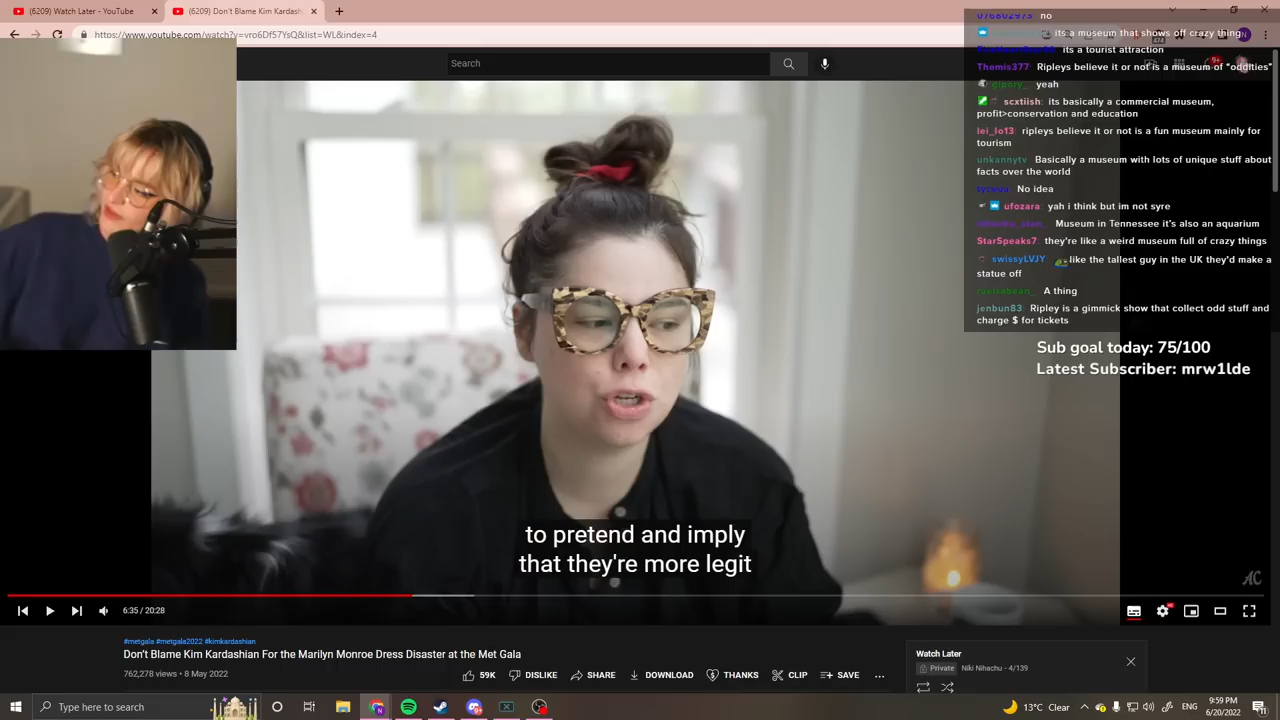 (6209) Watch Later - YouTube
(6209) Don't Blame Kim Kardashian
https://www.youtube.com/watch?v=vro6Df57YsQ&list=WL&index=4
Search
9+
076802973: no
its a museum that shows off crazy thing
its a tourist attraction
Themis377: Ripleys believe it or not is a museum of "oddities"
glpory_: yeah
scxtiish: its basically a commercial museum,
profit>conservation and education
lei_lo13: ripleys believe it or not is a fun museum mainly for
tourism
unkannytv: Basically a museum with lots of unique stuff about
facts over the world
No idea
ufozara: yah i think but im not syre
Museum in Tennessee it's also an aquarium
StarSpeaks7: they're like a weird museum full of crazy things
swissyLVJY: like the tallest guy in the UK they'd make a
statue off
A thing
jenbun83: Ripley is a gimmick show that collect odd stuff and
charge $ for tickets
Sub goal today: 75/100
Latest Subscriber: mrw1lde
to pretend and imply
that they're more legit
AC
6:35 / 20:28
#metgala #metgala2022 #kimkardashian
Don't Blame Kim Kardashian For the Marilyn Monroe Dress Disaster at the Met Gala
762,278 views • 8 May 2022
59K DISLIKE SHARE DOWNLOAD THANKS CLIP SAVE
Watch Later
Private Niki Nihachu - 4/139
Type here to search
13°C Clear
9:59 PM
6/20/2022